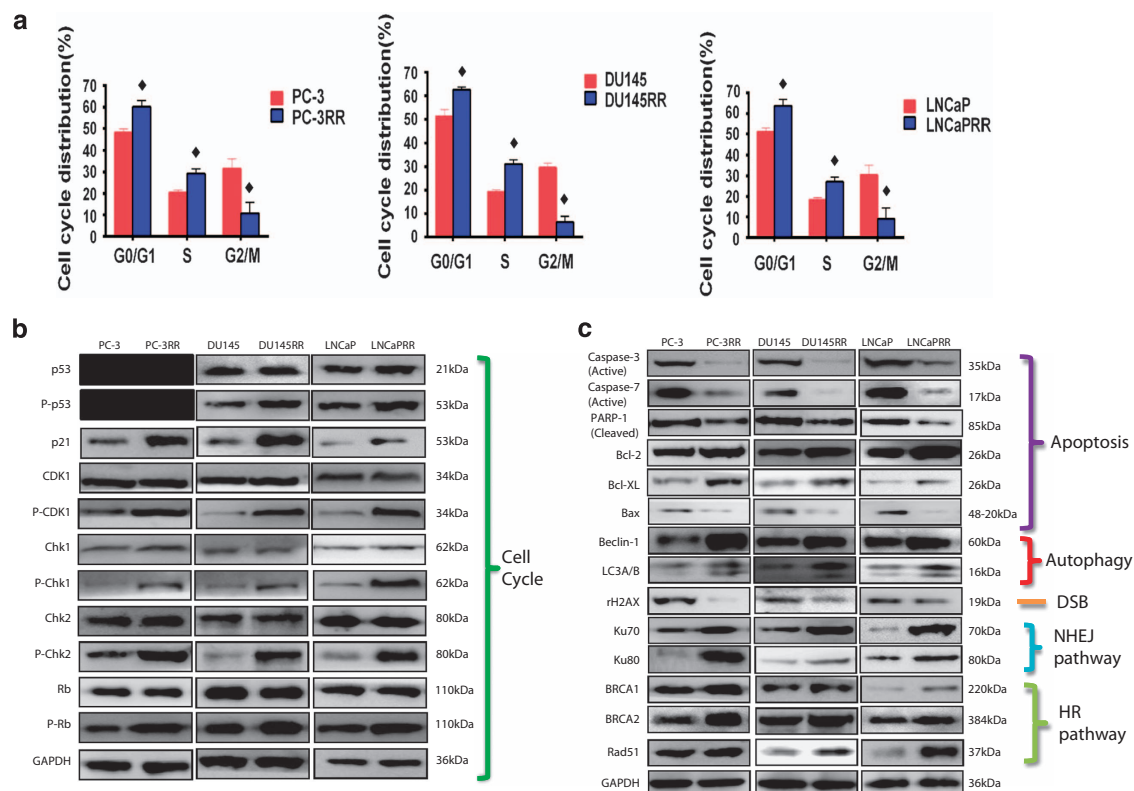 a
Cell cycle distribution(%)
70
60
50
40
30
20
10
0
G0/G1 S G2/M
PC-3
PC-3RR
Cell cycle distribution(%)
70
60
50
40
30
20
10
0
G0/G1 S G2/M
DU145
DU145RR
Cell cycle distribution(%)
70
60
50
40
30
20
10
0
G0/G1 S G2/M
LNCaP
LNCaPRR
b
PC-3 PC-3RR DU145 DU145RR LNCaP LNCaPRR
p53 21kDa
P-p53 53kDa
p21 53kDa
CDK1 34kDa
P-CDK1 34kDa
Chk1 62kDa
P-Chk1 62kDa
Chk2 80kDa
P-Chk2 80kDa
Rb 110kDa
P-Rb 110kDa
GAPDH 36kDa
Cell
Cycle
c
PC-3 PC-3RR DU145 DU145RR LNCaP LNCaPRR
Caspase-3
(Active) 35kDa
Caspase-7
(Active) 17kDa
PARP-1
(Cleaved) 85kDa
Bcl-2 26kDa
Bcl-XL 26kDa
Bax 48-20kDa
Beclin-1 60kDa
LC3A/B 16kDa
rH2AX 19kDa
Ku70 70kDa
Ku80 80kDa
BRCA1 220kDa
BRCA2 384kDa
Rad51 37kDa
GAPDH 36kDa
Apoptosis
Autophagy
DSB
NHEJ
pathway
HR
pathway